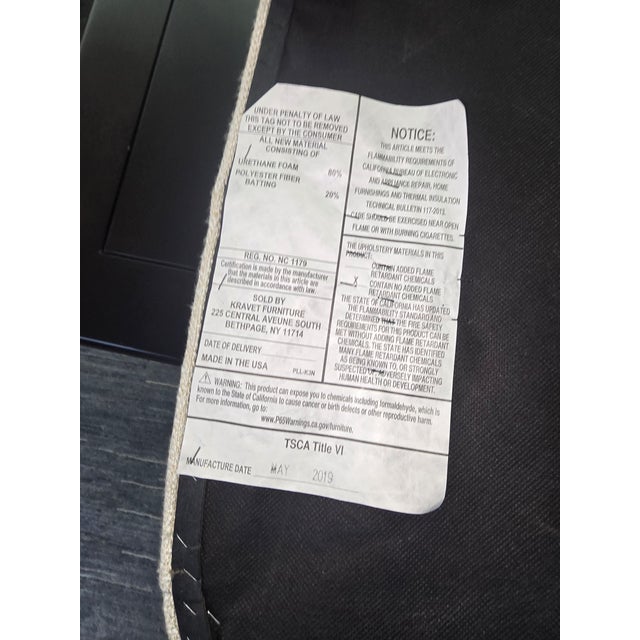 UNDER PENALTY OF LAW
THIS TAG NOT TO BE REMOVED
EXCEPT BY THE CONSUMER
ALL NEW MATERIAL
CONSISTING OF
URETHANE FOAM 80%
POLYESTER FIBER
BATTING 20%
REG. NO. NC 1179
Certification is made by the manufacturer
that the materials in this article are
described in accordance with law.
SOLD BY
KRAVET FURNITURE
225 CENTRAL AVEUNE SOUTH
BETHPAGE, NY 11714
DATE OF DELIVERY
MADE IN THE USA PLL-K3N
NOTICE:
THIS ARTICLE MEETS THE
FLAMMABILITY REQUIREMENTS OF
CALIFORNIA BUREAU OF ELECTRONIC
AND APPLIANCE REPAIR, HOME
FURNISHINGS AND THERMAL INSULATION
TECHNICAL BULLETIN 117-2013.
CARE SHOULD BE EXERCISED NEAR OPEN
FLAME OR WITH BURNING CIGARETTES.
THE UPHOLSTERY MATERIALS IN THIS
PRODUCT:
CONTAIN ADDED FLAME
RETARDANT CHEMICALS
X CONTAIN NO ADDED FLAME
RETARDANT CHEMICALS
THE STATE OF CALIFORNIA HAS UPDATED
THE FLAMMABILITY STANDARD AND
DETERMINED THAT THE FIRE SAFETY
REQUIREMENTS FOR THIS PRODUCT CAN BE
MET WITHOUT ADDING FLAME RETARDANT
CHEMICALS. THE STATE HAS IDENTIFIED
MANY FLAME RETARDANT CHEMICALS
AS BEING KNOWN TO, OR STRONGLY
SUSPECTED OF ADVERSELY IMPACTING
HUMAN HEALTH OR DEVELOPMENT.
WARNING: This product can expose you to chemicals including formaldehyde, which is
known to the State of California to cause cancer or birth defects or other reproductive harm.
For more information, go to:
www.P65Warnings.ca.gov/furniture.
TSCA Title VI
MANUFACTURE DATE MAY 2019